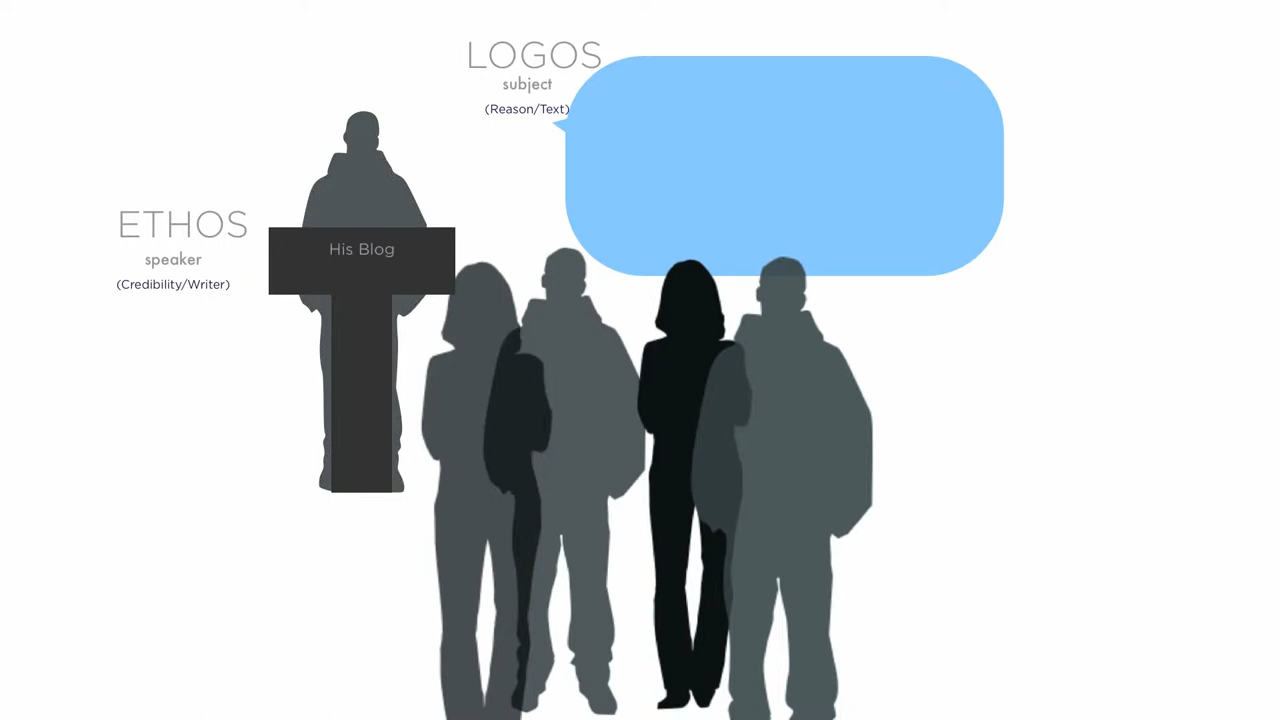 LOGOS
subject
(Reason/Text)
ETHOS
speaker
(Credibility/Writer)
His Blog